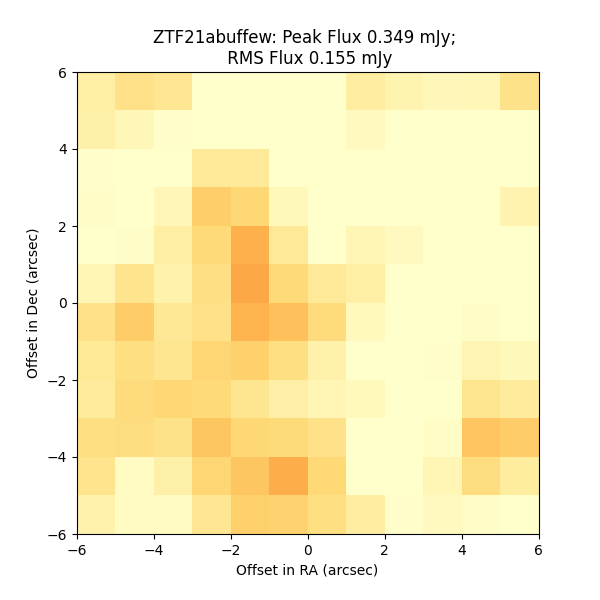 ZTF21abuffew: Peak Flux 0.349 mJy;
RMS Flux 0.155 mJy
6
4
2
0
−2
−4
−6
Offset in Dec (arcsec)
−6 −4 −2 0 2 4 6
Offset in RA (arcsec)